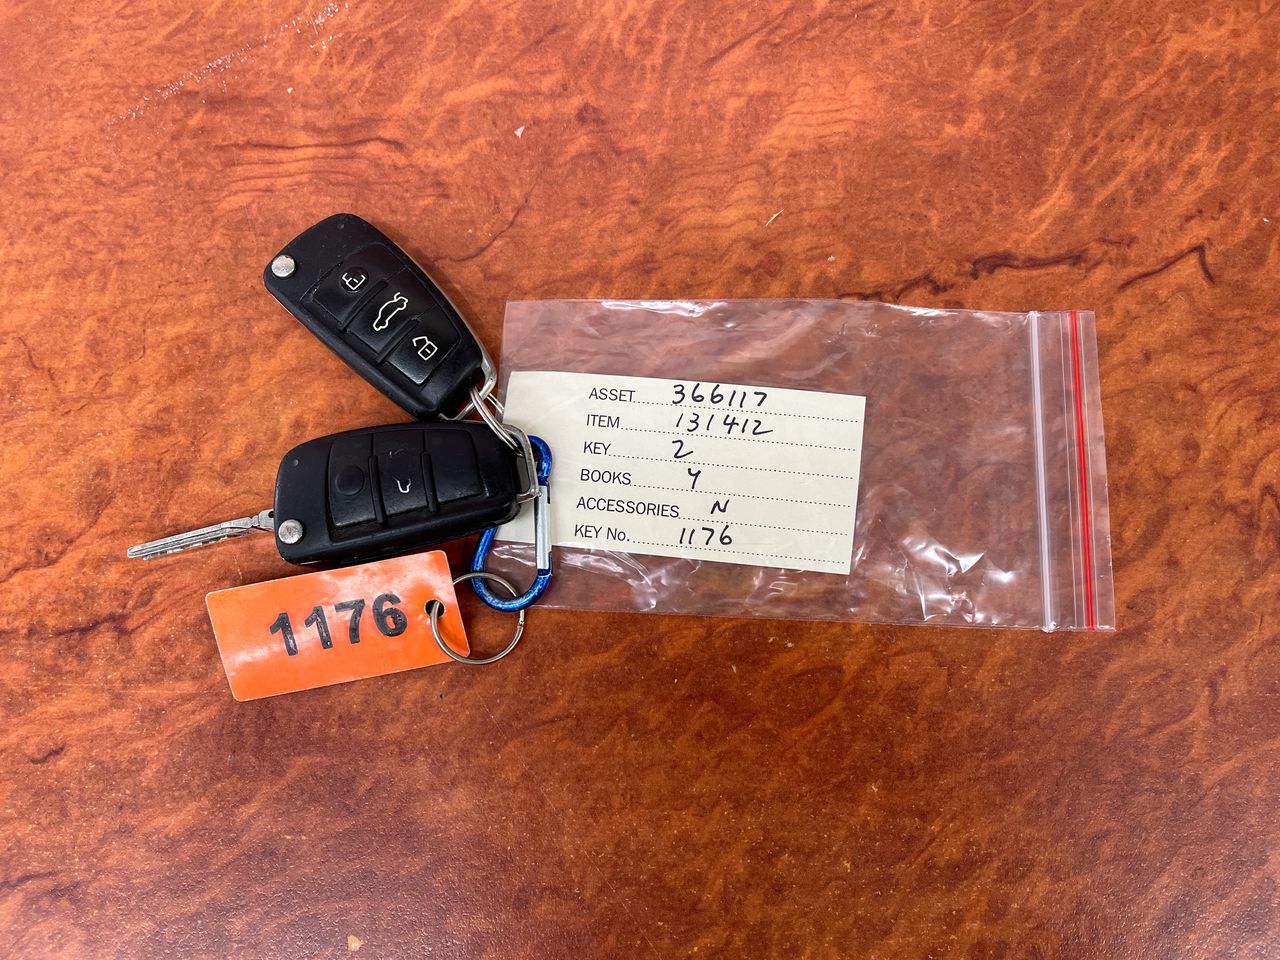 ASSET 366117
ITEM 131412
KEY 2
BOOKS Y
ACCESSORIES N
KEY No. 1176
1176